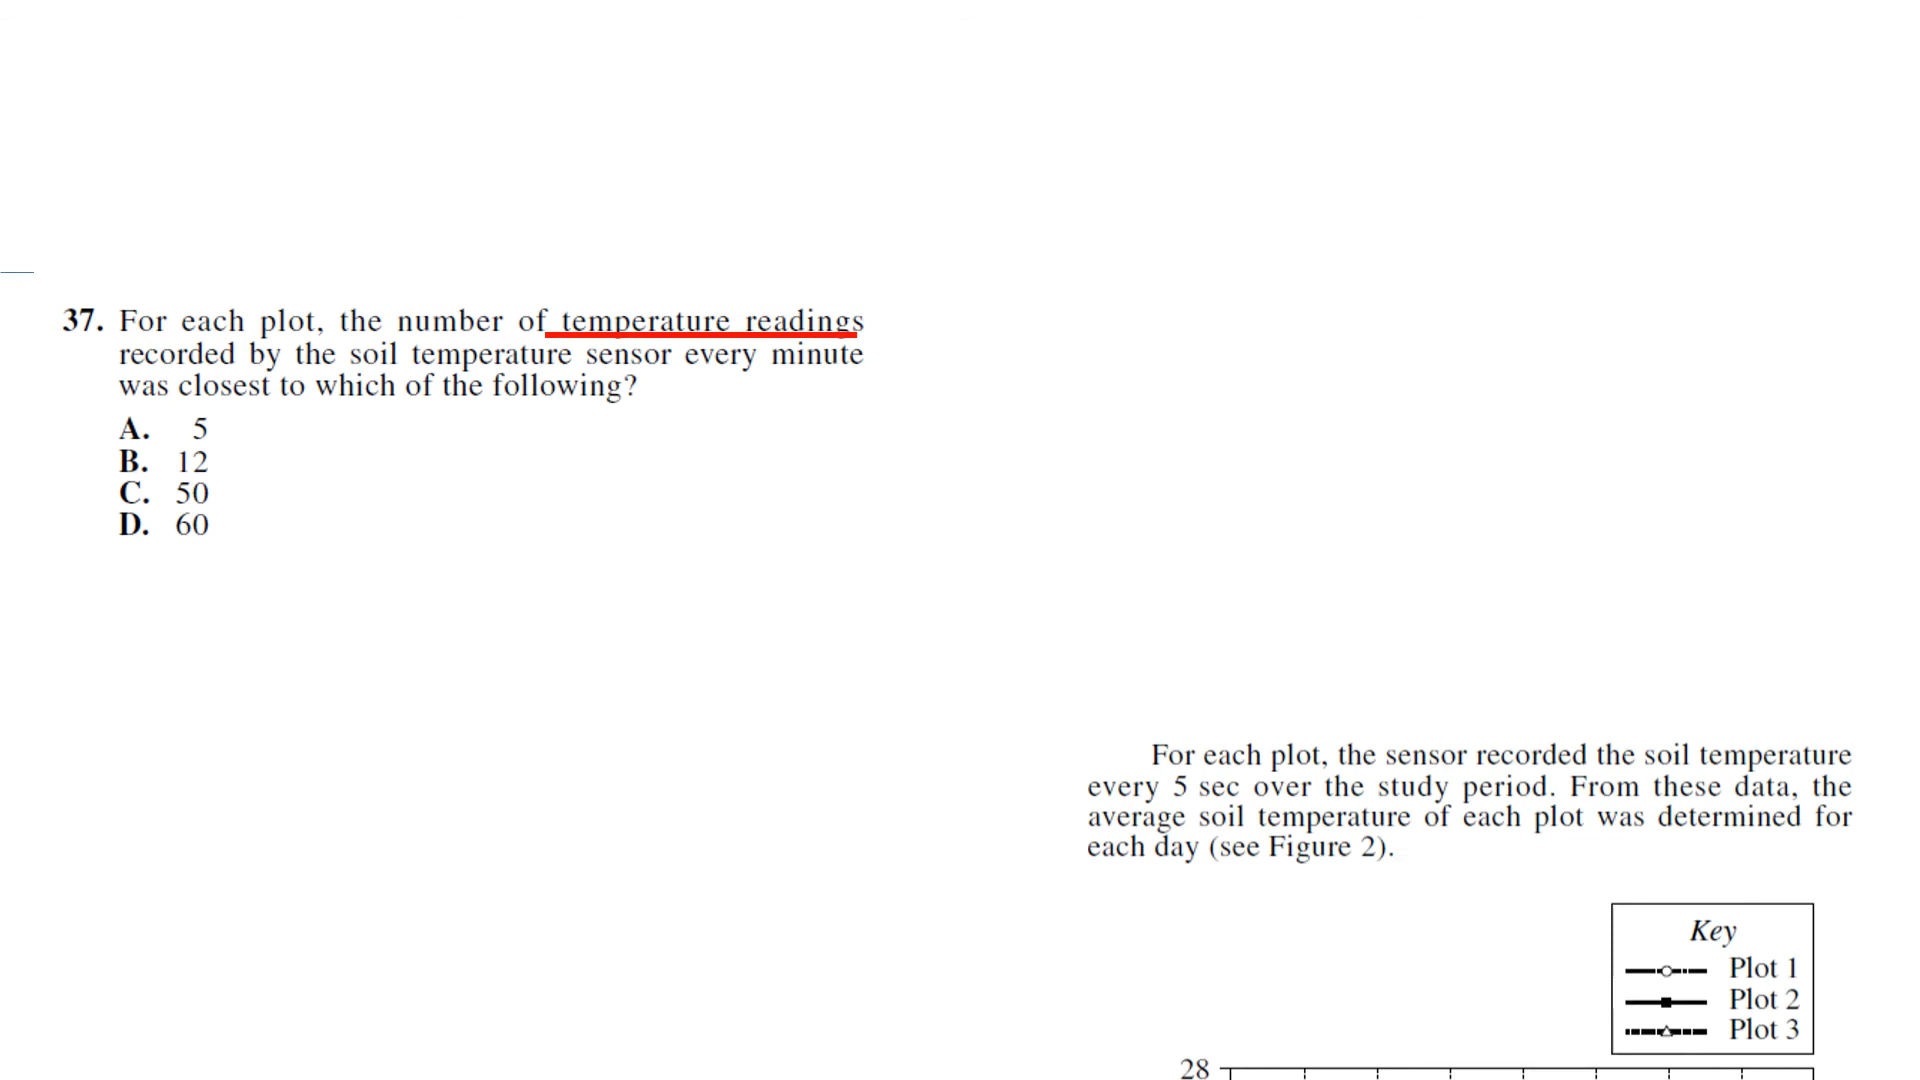 37. For each plot, the number of temperature readings
recorded by the soil temperature sensor every minute
was closest to which of the following?
A. 5
B. 12
C. 50
D. 60
For each plot, the sensor recorded the soil temperature
every 5 sec over the study period. From these data, the
average soil temperature of each plot was determined for
each day (see Figure 2).
Key
Plot 1
Plot 2
Plot 3
28